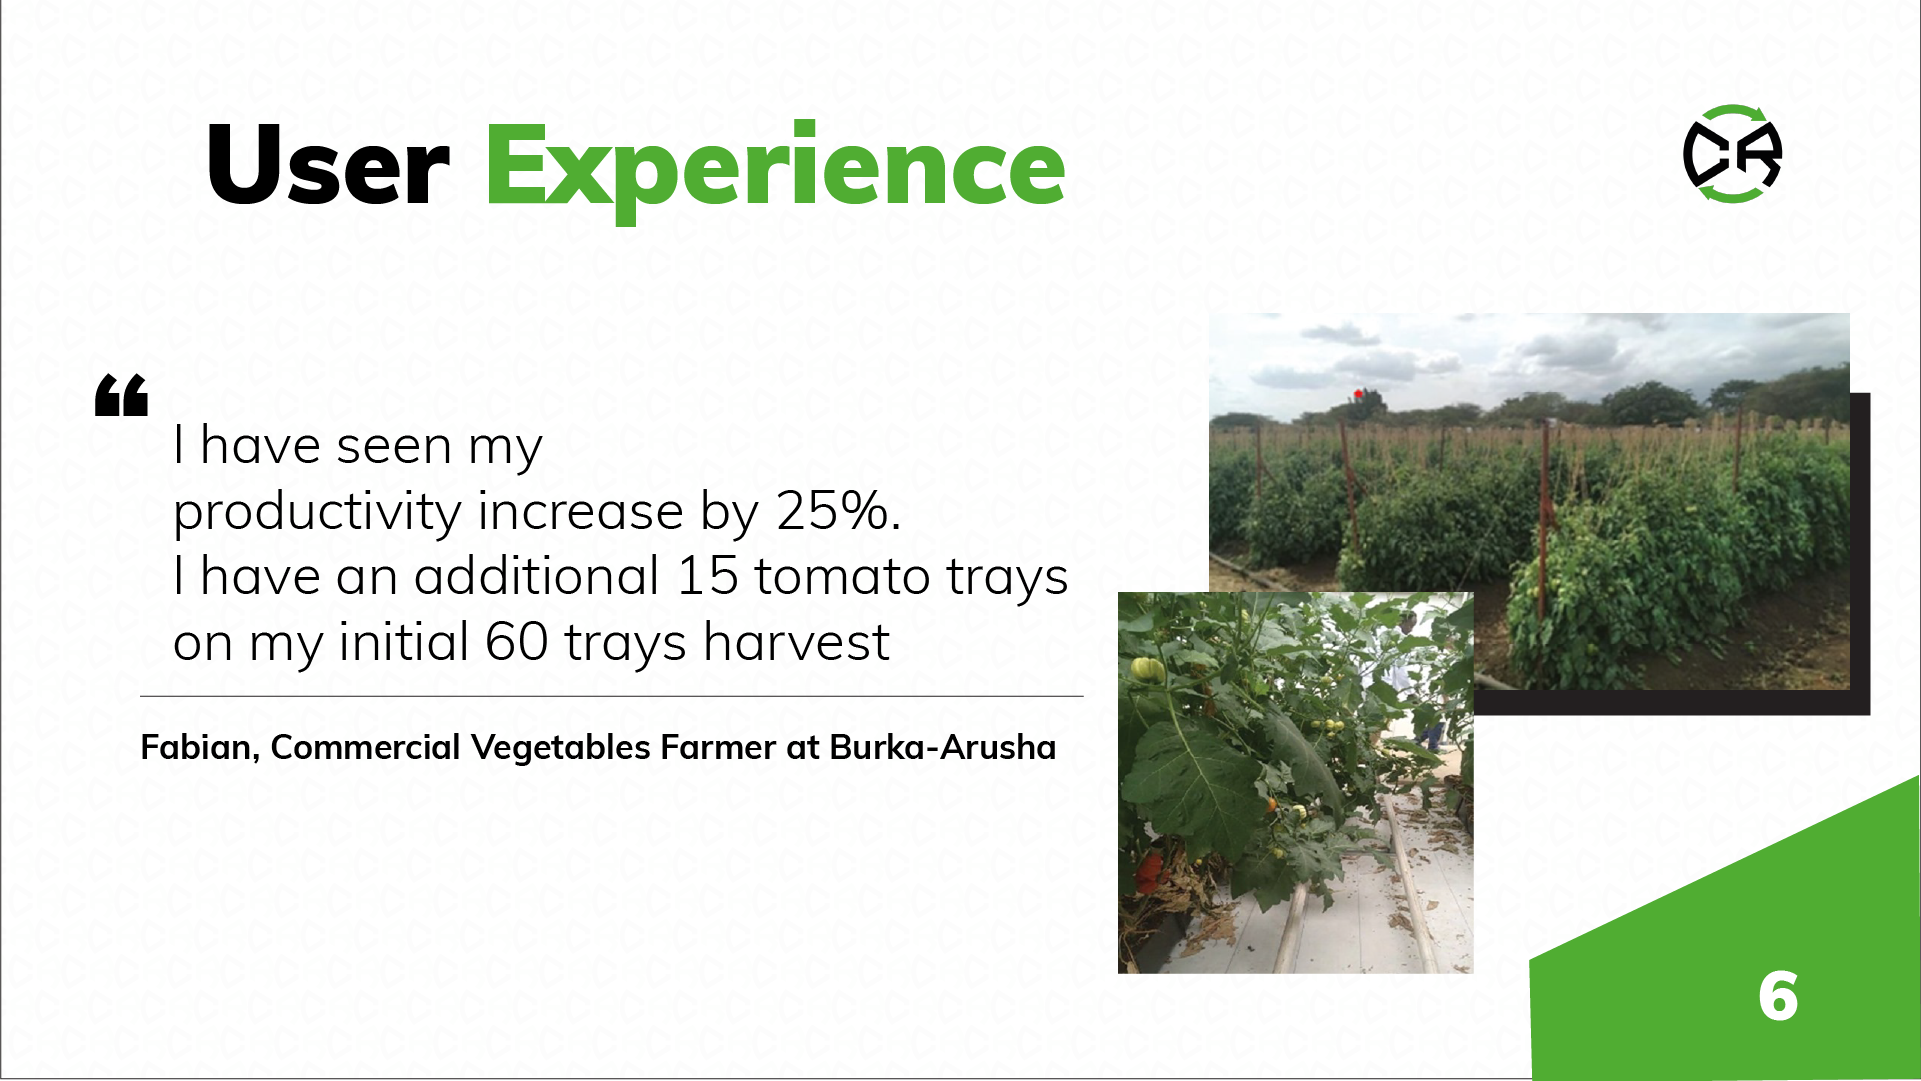 User Experience
CR
“
I have seen my
productivity increase by 25%.
I have an additional 15 tomato trays
on my initial 60 trays harvest
Fabian, Commercial Vegetables Farmer at Burka-Arusha
6